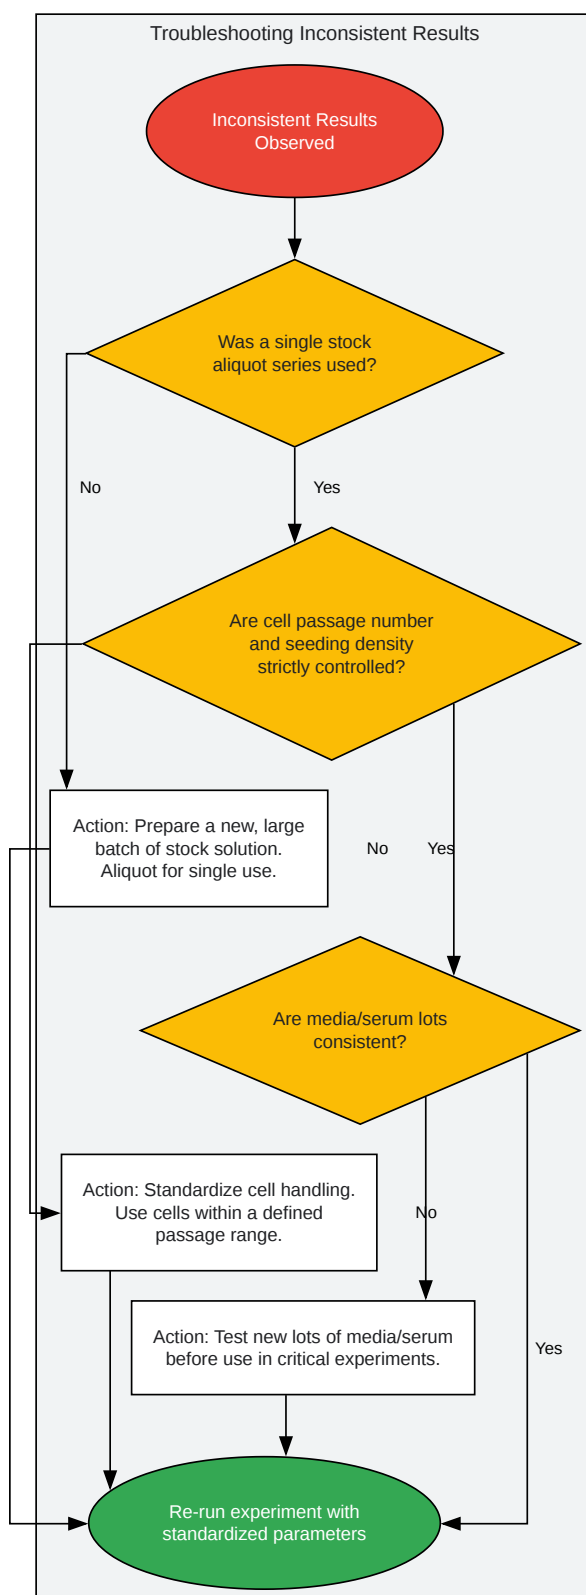 Troubleshooting Inconsistent Results
Inconsistent Results
Observed
Was a single stock
aliquot series used?
No
Yes
Are cell passage number
and seeding density
strictly controlled?
Action: Prepare a new, large
batch of stock solution.
Aliquot for single use.
No
Yes
Are media/serum lots
consistent?
Action: Standardize cell handling.
Use cells within a defined
passage range.
No
Action: Test new lots of media/serum
before use in critical experiments.
Yes
Re-run experiment with
standardized parameters